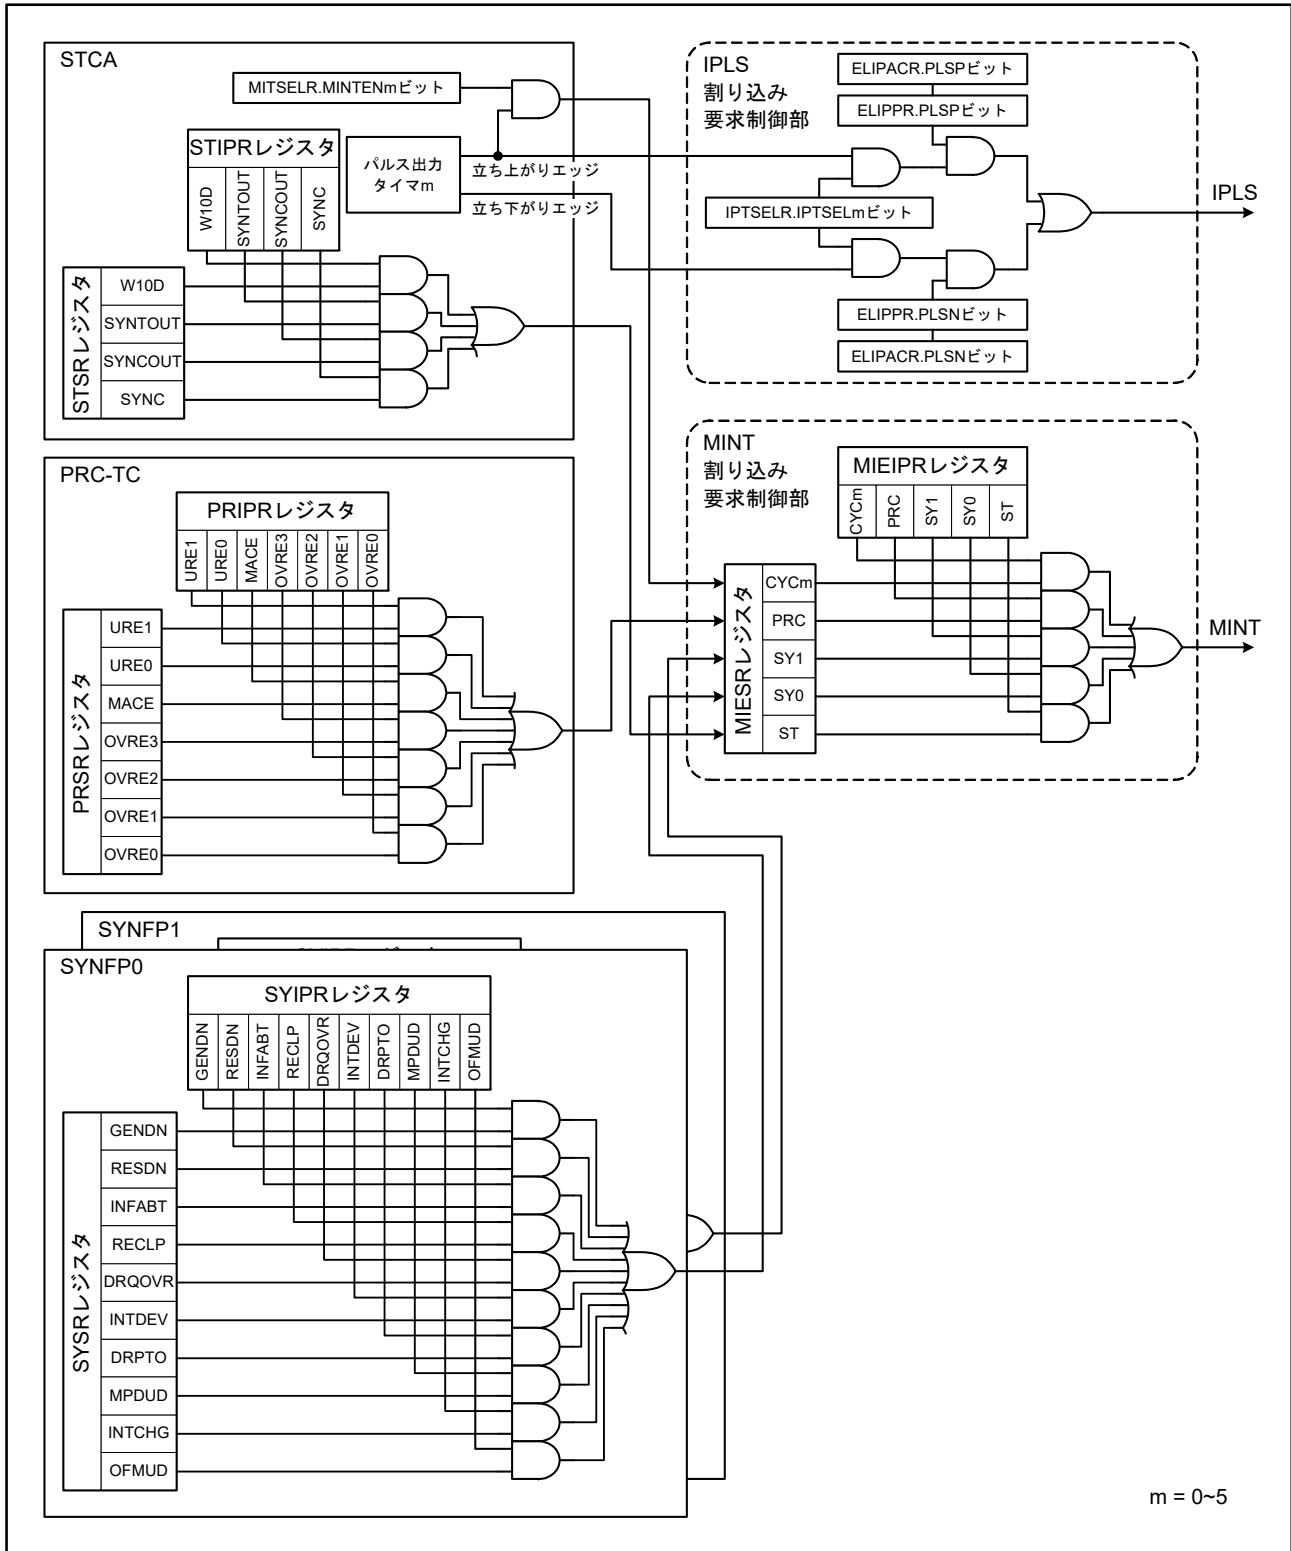 STCA
MITSELR.MINTENmビット
STIPRレジスタ
W10D
SYNTOUT
SYNCOUT
SYNC
パルス出力
タイマm
立ち上がりエッジ
立ち下がりエッジ
STSRレジスタ
W10D
SYNTOUT
SYNCOUT
SYNC
IPLS
割り込み
要求制御部
ELIPACR.PLSPビット
ELIPPR.PLSPビット
IPTSELR.IPTSELmビット
ELIPPR.PLSNビット
ELIPACR.PLSNビット
IPLS
PRC-TC
PRIPRレジスタ
URE1
URE0
MACE
OVRE3
OVRE2
OVRE1
OVRE0
PRSRレジスタ
URE1
URE0
MACE
OVRE3
OVRE2
OVRE1
OVRE0
MINT
割り込み
要求制御部
MIEIPRレジスタ
CYCm
PRC
SY1
SY0
ST
MIESRレジスタ
CYCm
PRC
SY1
SY0
ST
MINT
SYNFP1
SYNFP0
SYIPRレジスタ
GENDN
RESDN
INFABT
RECLP
DRQOVR
INTDEV
DRPTO
MPDUD
INTCHG
OFMUD
SYSRレジスタ
GENDN
RESDN
INFABT
RECLP
DRQOVR
INTDEV
DRPTO
MPDUD
INTCHG
OFMUD
m = 0~5